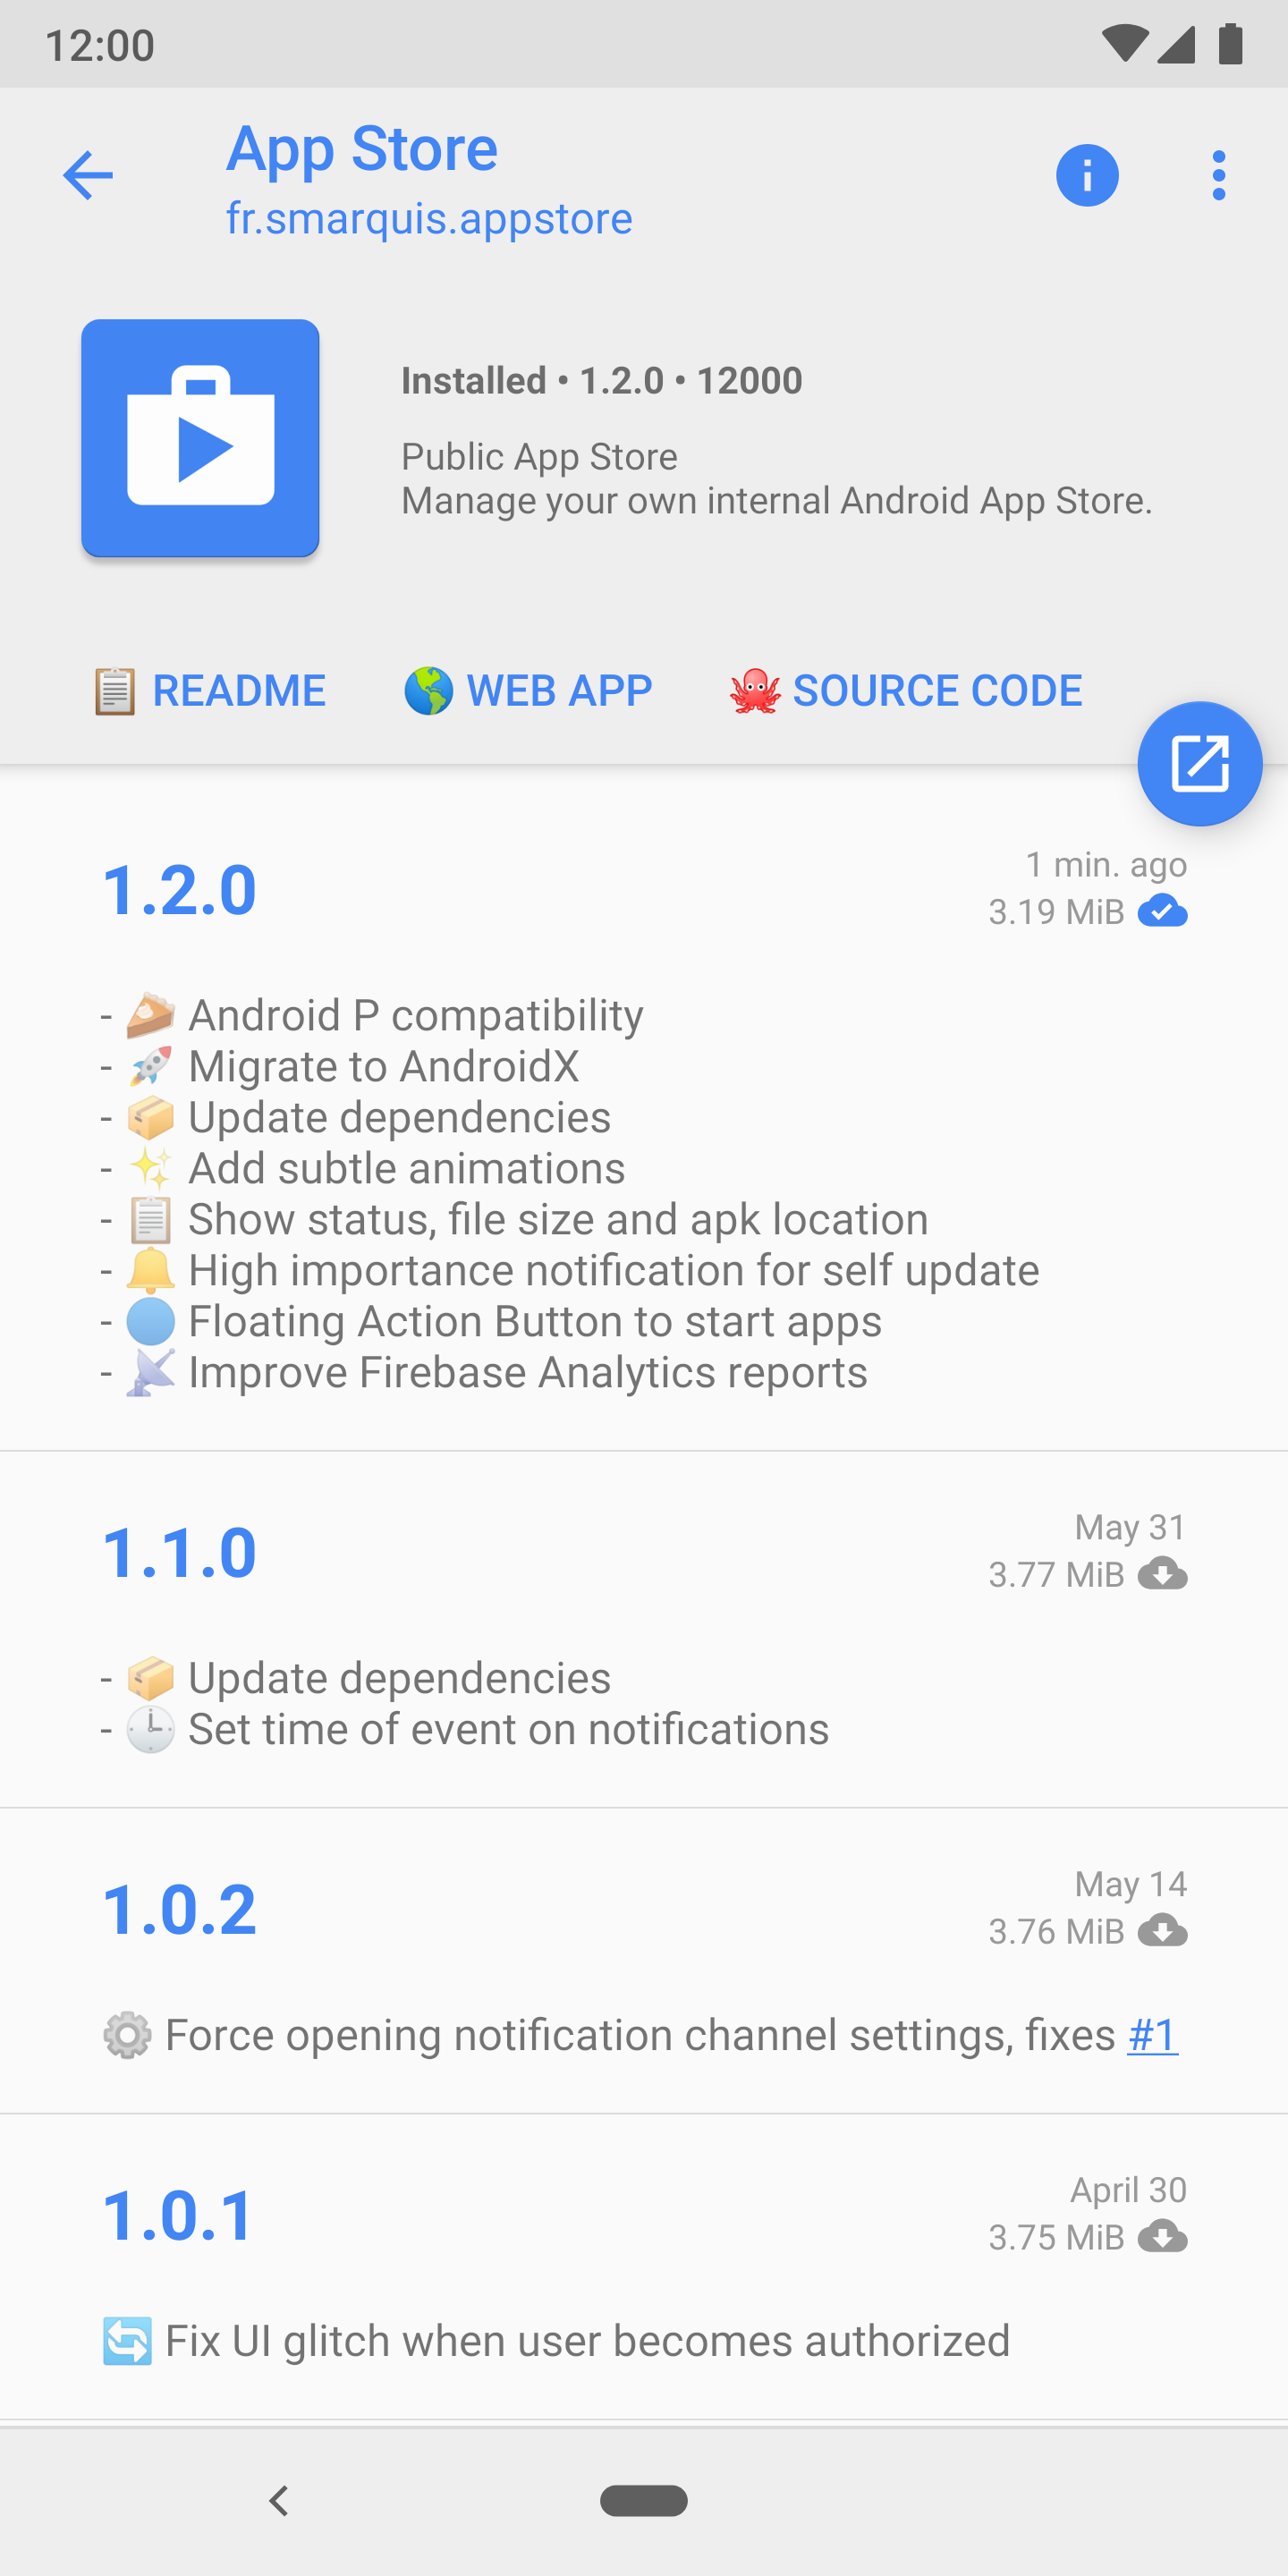 12:00
App Store
fr.smarquis.appstore
Installed • 1.2.0 • 12000
Public App Store
Manage your own internal Android App Store.
📋 README 🌎 WEB APP 🐙 SOURCE CODE
1.2.0
1 min. ago
3.19 MiB
- 🍰 Android P compatibility
- 🚀 Migrate to AndroidX
- 📦 Update dependencies
- ✨ Add subtle animations
- 📋 Show status, file size and apk location
- 🔔 High importance notification for self update
- 🔵 Floating Action Button to start apps
- 📡 Improve Firebase Analytics reports
1.1.0
May 31
3.77 MiB
- 📦 Update dependencies
- 🕒 Set time of event on notifications
1.0.2
May 14
3.76 MiB
⚙️ Force opening notification channel settings, fixes #1
1.0.1
April 30
3.75 MiB
🔄 Fix UI glitch when user becomes authorized